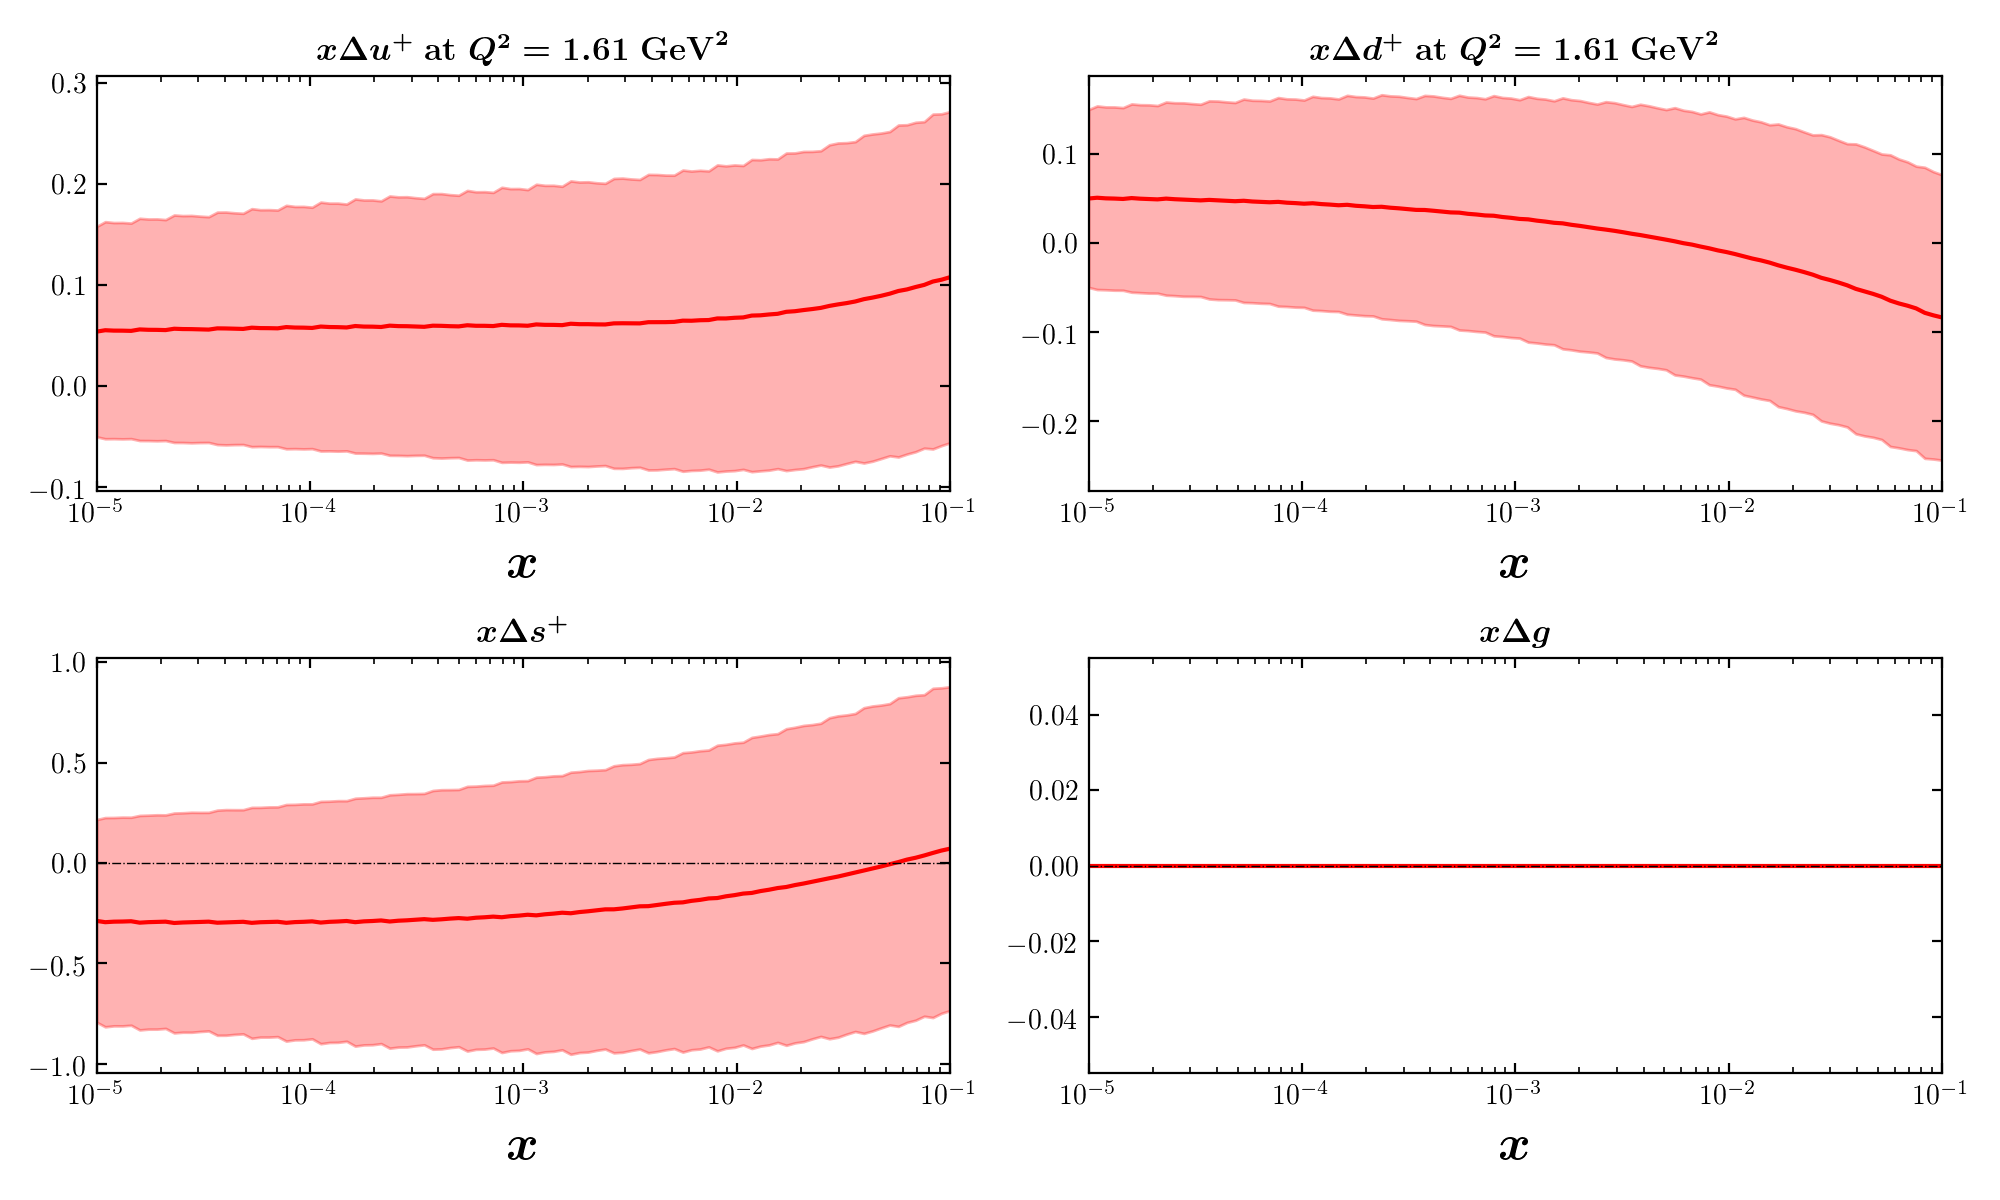 xΔu⁺ at Q² = 1.61 GeV²
0.3
0.2
0.1
0.0
−0.1
10⁻⁵ 10⁻⁴ 10⁻³ 10⁻² 10⁻¹
x
xΔd⁺ at Q² = 1.61 GeV²
0.1
0.0
−0.1
−0.2
10⁻⁵ 10⁻⁴ 10⁻³ 10⁻² 10⁻¹
x
xΔs⁺
1.0
0.5
0.0
−0.5
−1.0
10⁻⁵ 10⁻⁴ 10⁻³ 10⁻² 10⁻¹
x
xΔg
0.04
0.02
0.00
−0.02
−0.04
10⁻⁵ 10⁻⁴ 10⁻³ 10⁻² 10⁻¹
x